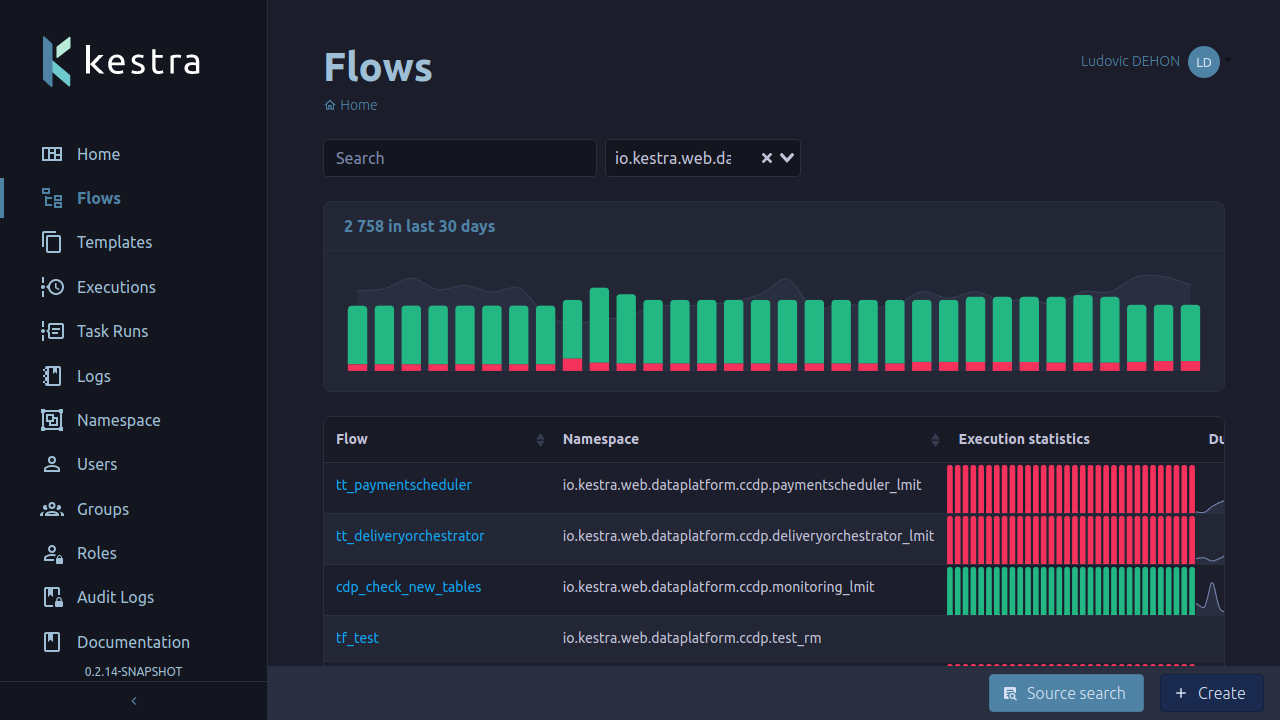 kestra
Home
Flows
Templates
Executions
Task Runs
Logs
Namespace
Users
Groups
Roles
Audit Logs
Documentation
0.2.14-SNAPSHOT
Flows
Home
Ludovic DEHON LD
Search
io.kestra.web.da
2 758 in last 30 days
Flow Namespace Execution statistics Du
tt_paymentscheduler io.kestra.web.dataplatform.ccdp.paymentscheduler_lmit
tt_deliveryorchestrator io.kestra.web.dataplatform.ccdp.deliveryorchestrator_lmit
cdp_check_new_tables io.kestra.web.dataplatform.ccdp.monitoring_lmit
tf_test io.kestra.web.dataplatform.ccdp.test_rm
Source search
+ Create